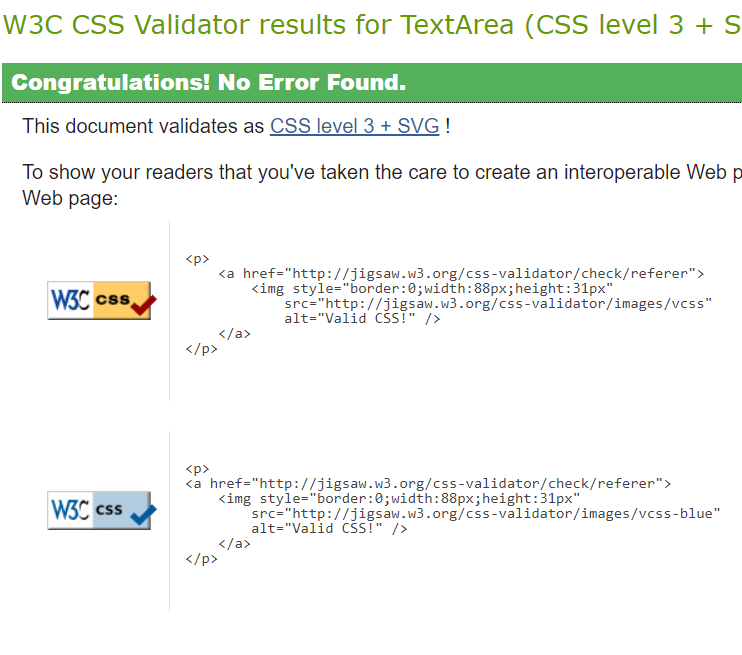 W3C CSS Validator results for TextArea (CSS level 3 + S
Congratulations! No Error Found.
This document validates as CSS level 3 + SVG !
To show your readers that you've taken the care to create an interoperable Web p
Web page:
W3C css
<p>
<a href="http://jigsaw.w3.org/css-validator/check/referer">
<img style="border:0;width:88px;height:31px"
src="http://jigsaw.w3.org/css-validator/images/vcss"
alt="Valid CSS!" />
</a>
</p>
W3C css
<p>
<a href="http://jigsaw.w3.org/css-validator/check/referer">
<img style="border:0;width:88px;height:31px"
src="http://jigsaw.w3.org/css-validator/images/vcss-blue"
alt="Valid CSS!" />
</a>
</p>